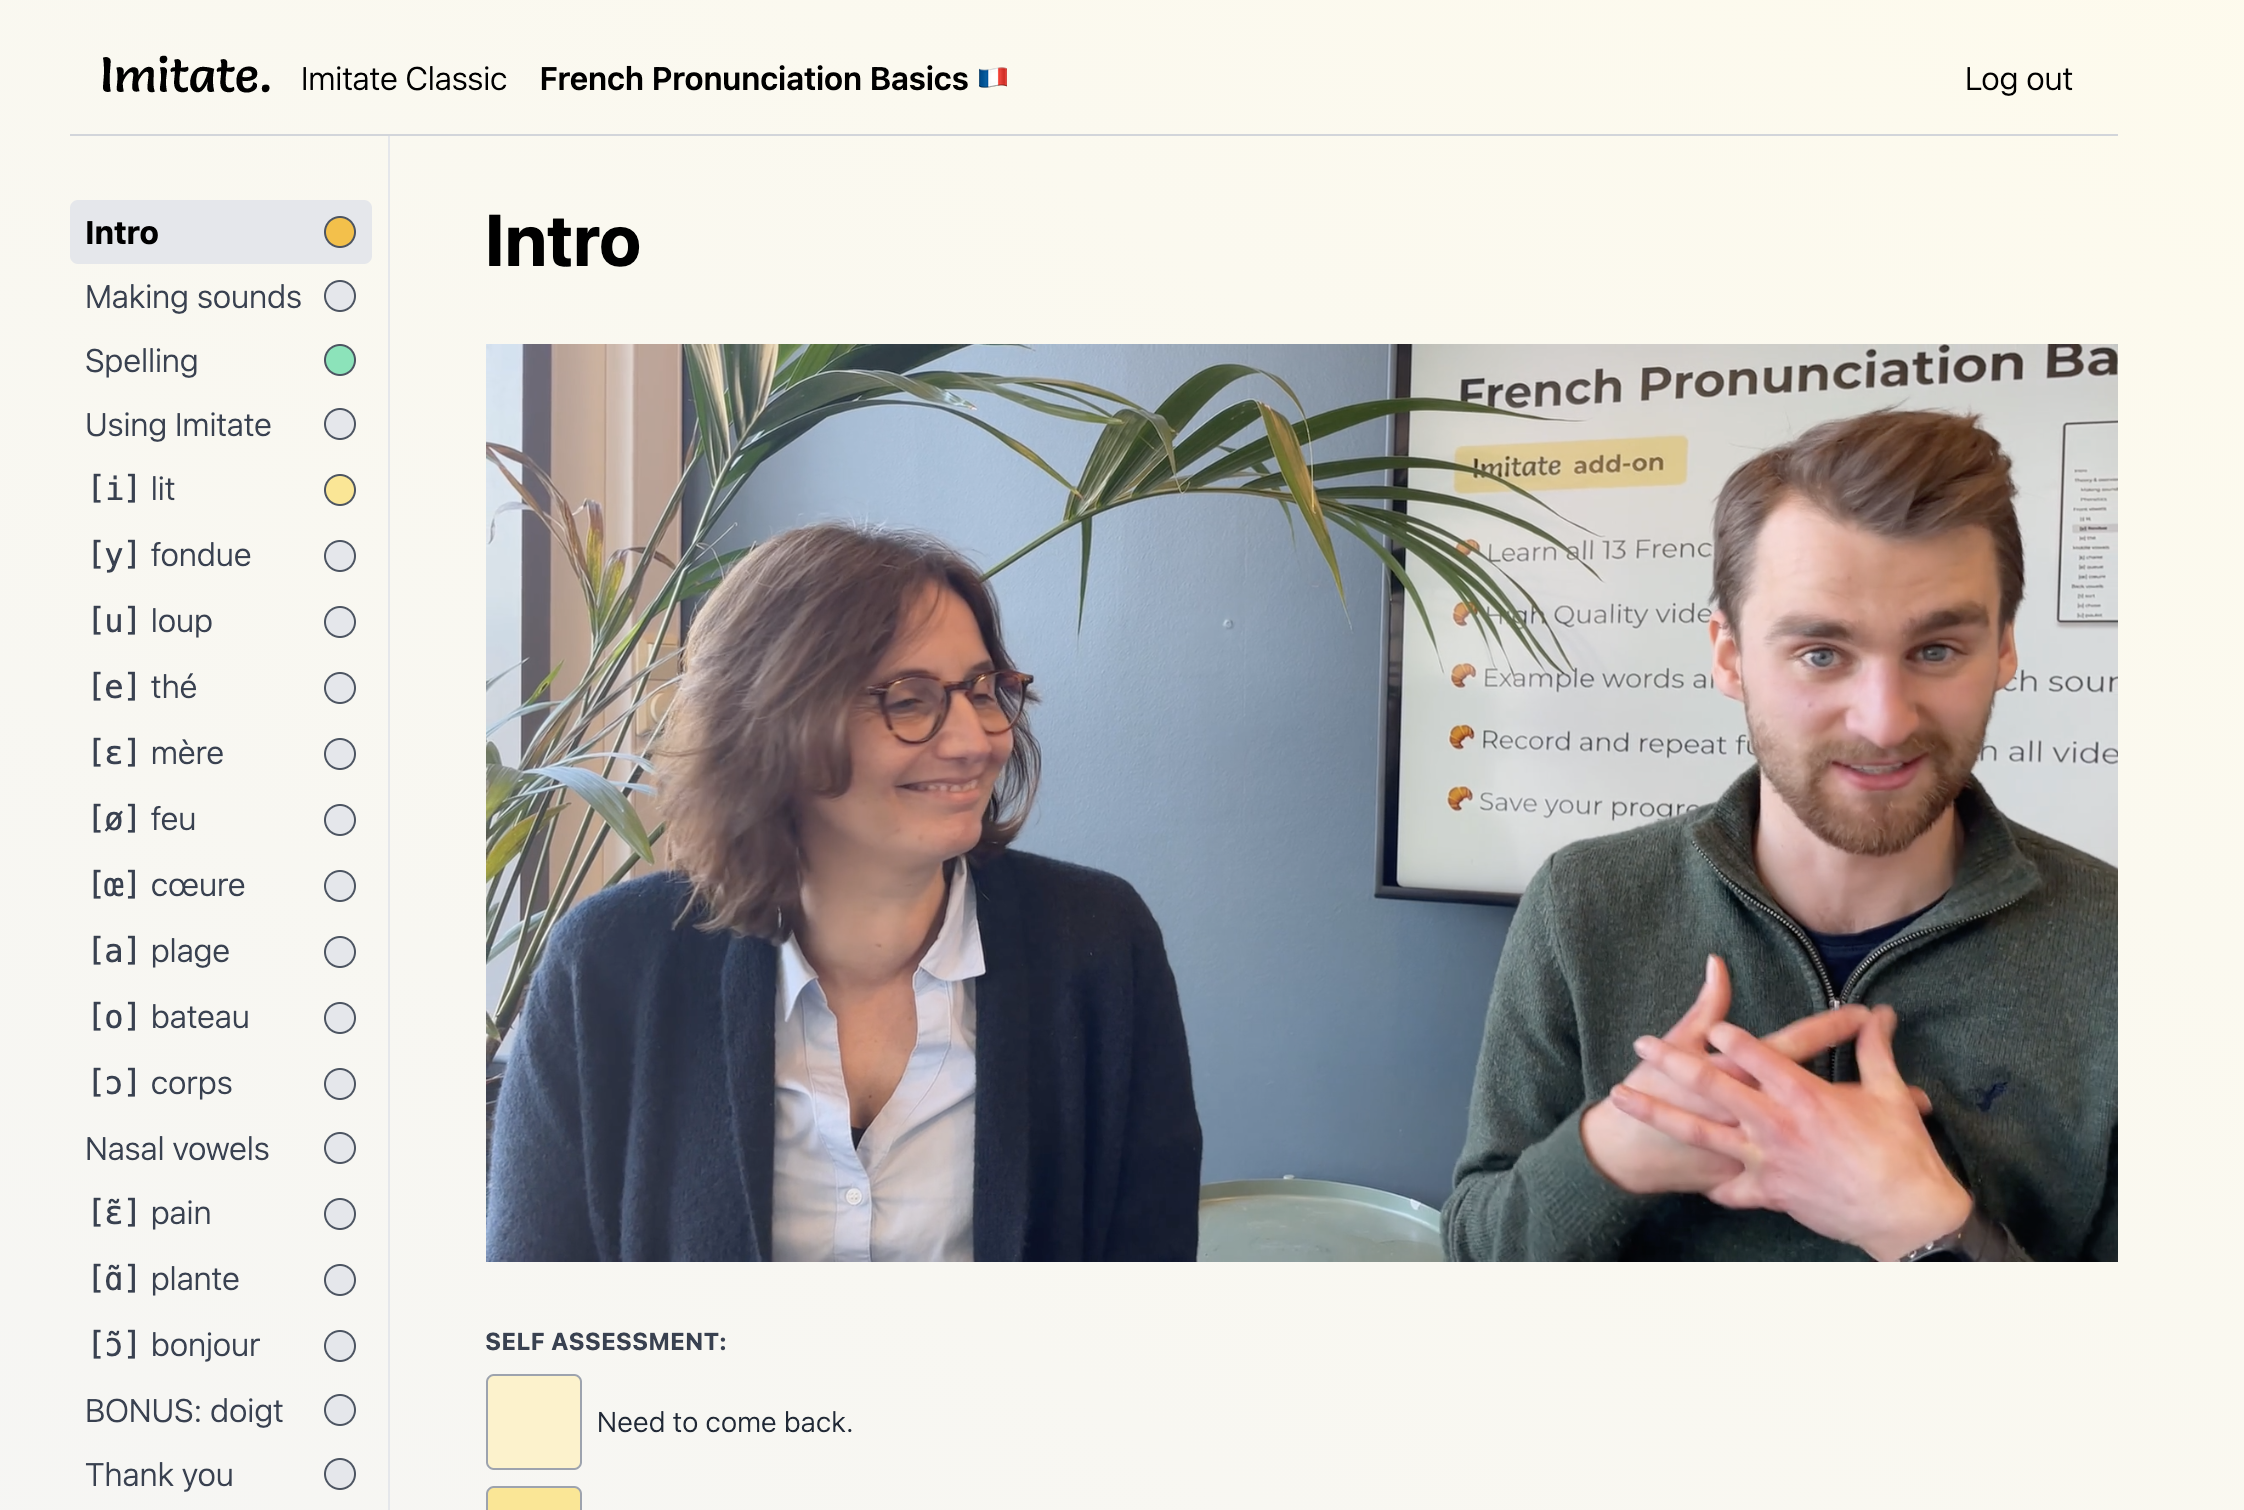 Imitate. Imitate Classic French Pronunciation Basics 🇫🇷 Log out
Intro
Making sounds
Spelling
Using Imitate
[i] lit
[y] fondue
[u] loup
[e] thé
[ɛ] mère
[ø] feu
[œ] cœure
[a] plage
[o] bateau
[ɔ] corps
Nasal vowels
[ɛ̃] pain
[ɑ̃] plante
[ɔ̃] bonjour
BONUS: doigt
Thank you
Intro
French Pronunciation Ba
Imitate add-on
Learn all 13 Frenc
High Quality vide
Example words a ch sour
Record and repeat fu n all vide
Save your progre
SELF ASSESSMENT:
Need to come back.